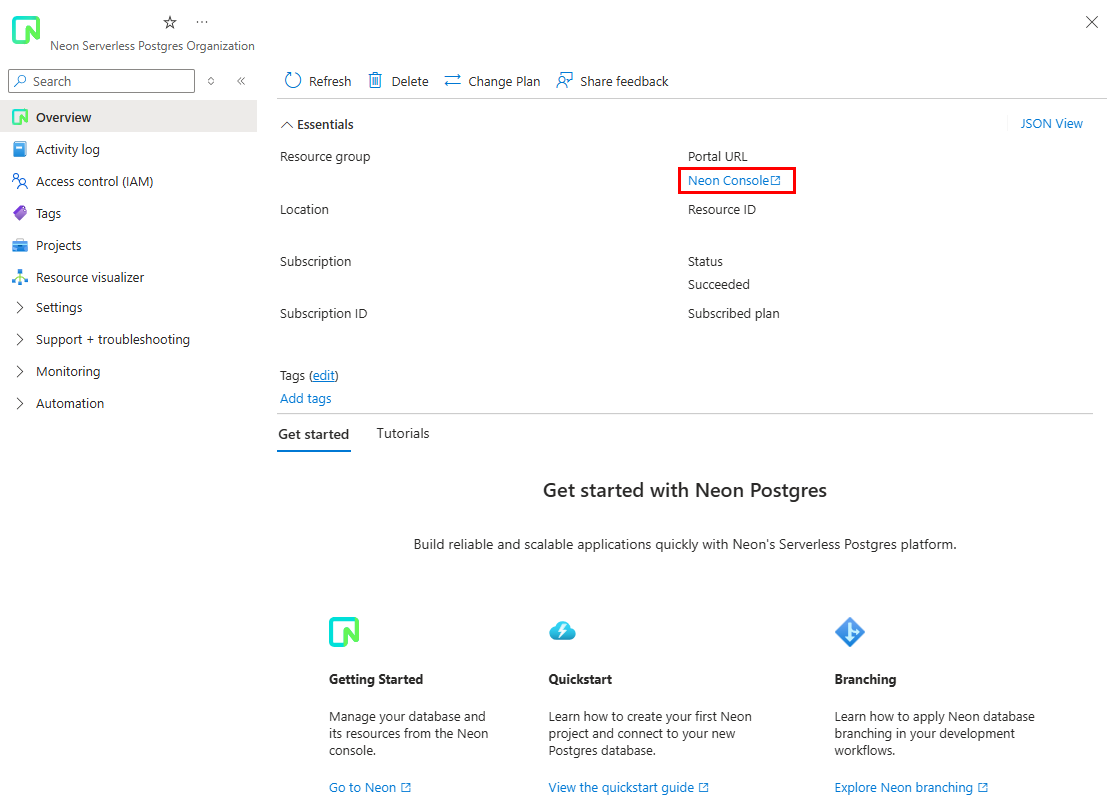 Neon Serverless Postgres Organization
Search
Overview
Activity log
Access control (IAM)
Tags
Projects
Resource visualizer
Settings
Support + troubleshooting
Monitoring
Automation
Refresh
Delete
Change Plan
Share feedback
Essentials
JSON View
Resource group
Portal URL
Neon Console
Location
Resource ID
Subscription
Status
Succeeded
Subscription ID
Subscribed plan
Tags (edit)
Add tags
Get started
Tutorials
Get started with Neon Postgres
Build reliable and scalable applications quickly with Neon's Serverless Postgres platform.
Getting Started
Manage your database and
its resources from the Neon
console.
Go to Neon
Quickstart
Learn how to create your first Neon
project and connect to your new
Postgres database.
View the quickstart guide
Branching
Learn how to apply Neon database
branching in your development
workflows.
Explore Neon branching